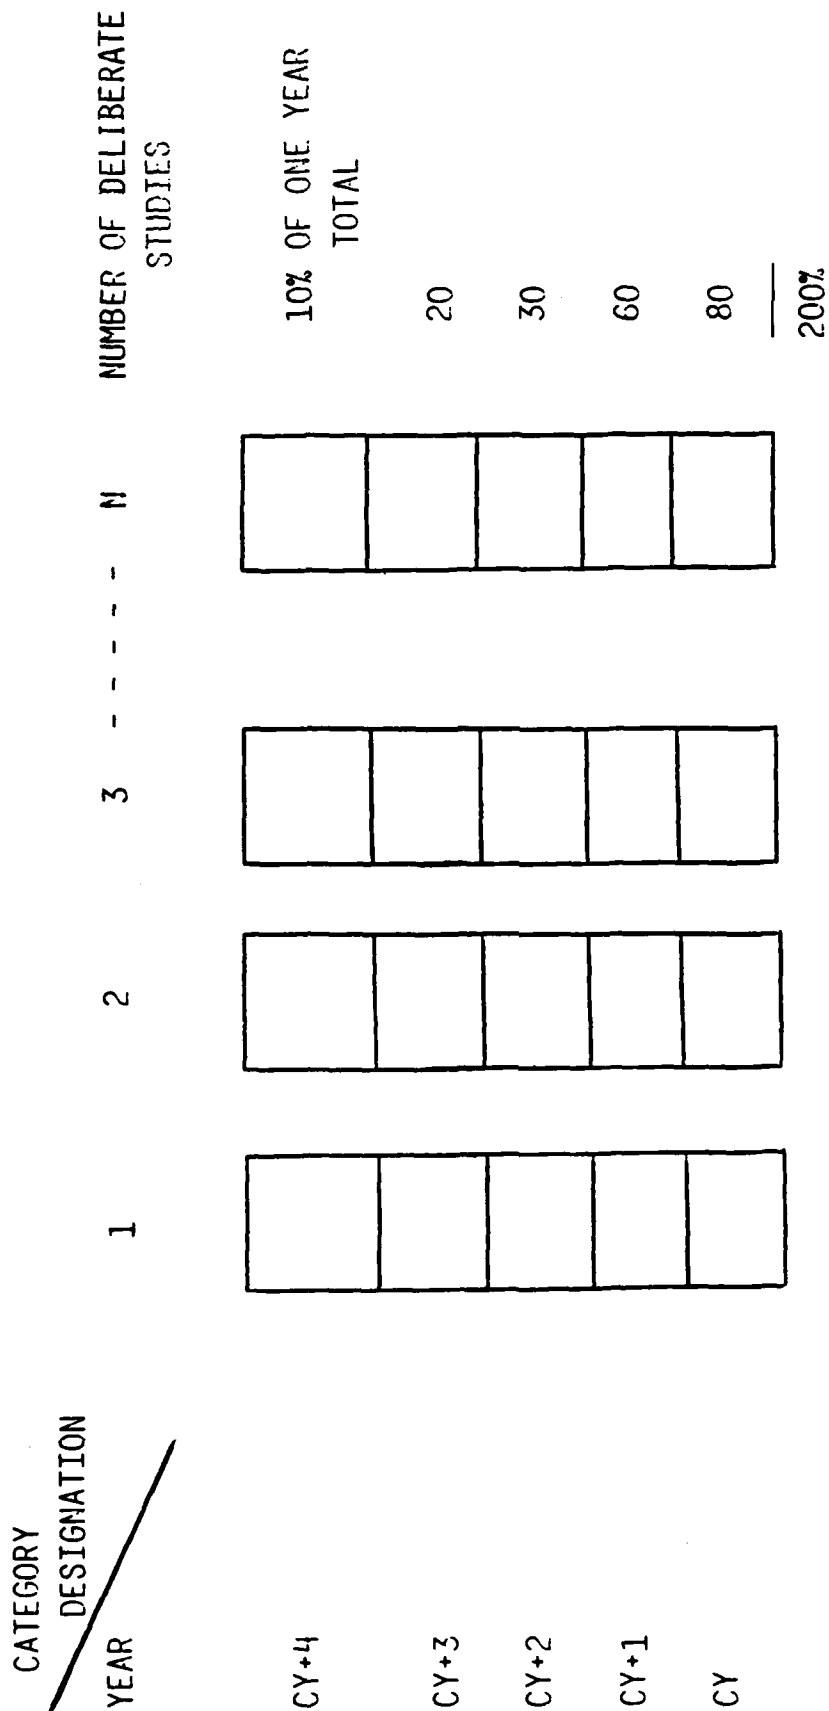 CATEGORY
DESIGNATION
YEAR
1 2 3 - - - - - N NUMBER OF DELIBERATE
STUDIES
CY+4 10% OF ONE YEAR
TOTAL
CY+3 20
CY+2 30
CY+1 60
CY 80
200%